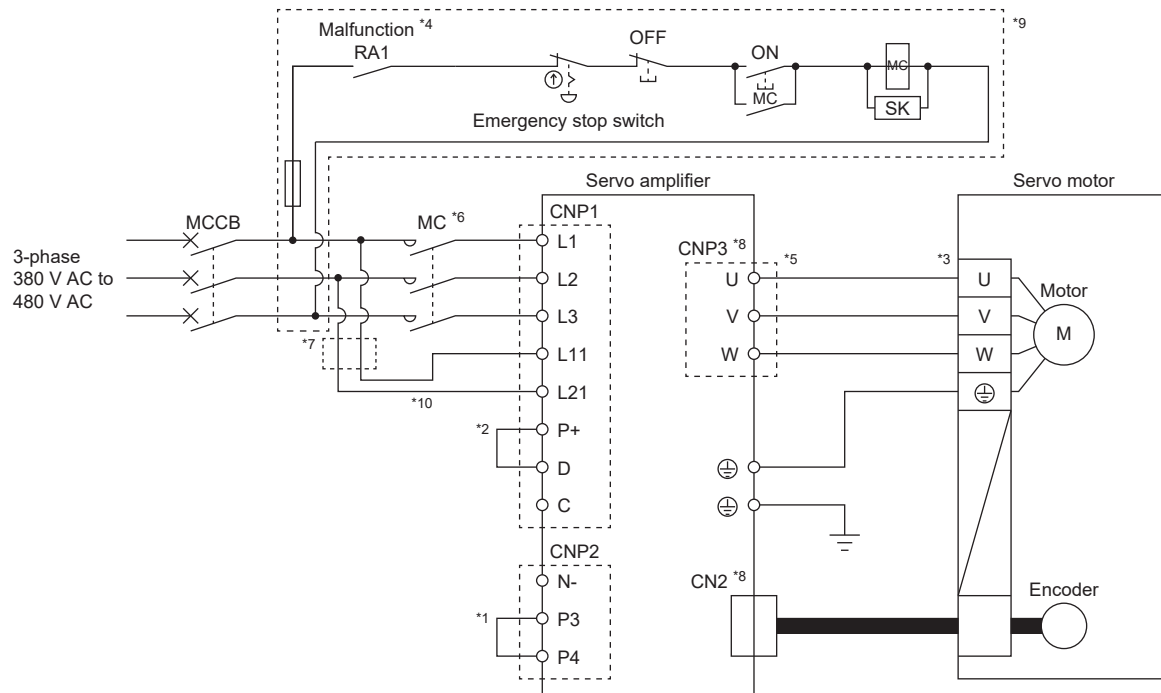 Malfunction *4
RA1
OFF
ON
*9
MC
MC
SK
Emergency stop switch
Servo amplifier
Servo motor
MCCB
MC *6
CNP1
3-phase
380 V AC to
480 V AC
L1
L2
L3
L11
L21
*7
*10
*2
P+
D
C
CNP2
N-
*1
P3
P4
CNP3 *8
*5
*3
U
V
W
U
V
W
Motor
M
CN2 *8
Encoder